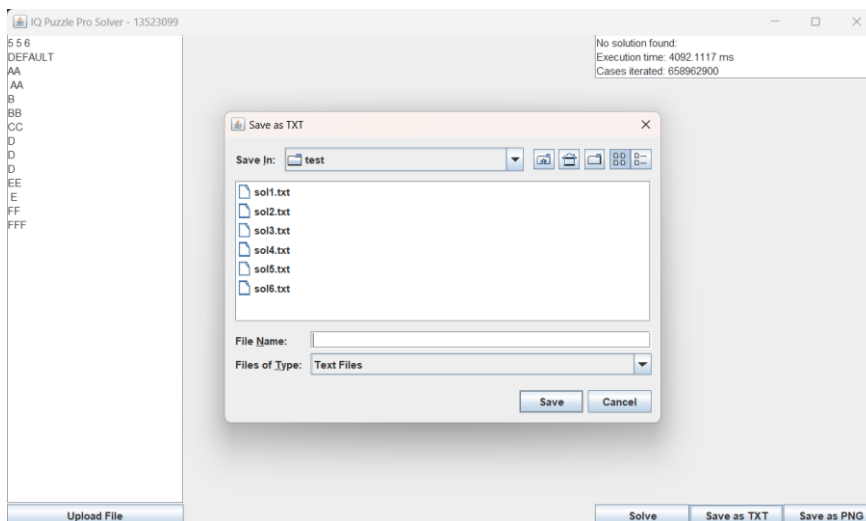 IQ Puzzle Pro Solver - 13523099
5 5 6
DEFAULT
AA
 AA
B
BB
CC
D
D
D
EE
 E
FF
FFF
No solution found:
Execution time: 4092.1117 ms
Cases iterated: 658962900
Save as TXT
Save In: test
sol1.txt
sol2.txt
sol3.txt
sol4.txt
sol5.txt
sol6.txt
File Name:
Files of Type: Text Files
Save Cancel
Upload File Solve Save as TXT Save as PNG